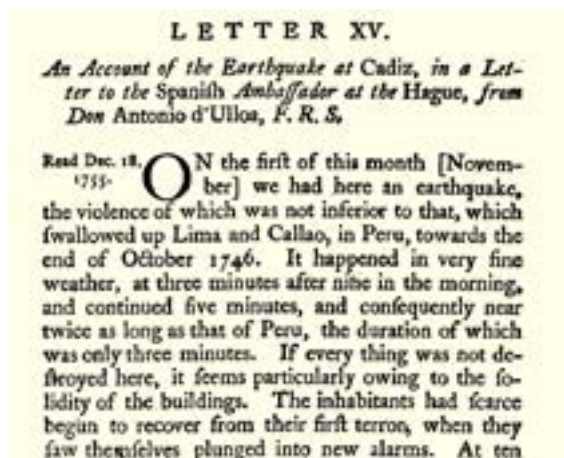 LETTER XV.
An Account of the Earthquake at Cadiz, in a Let-
ter to the Spaniſh Ambaſſador at the Hague, from
Don Antonio d'Ulloa, F. R. S.
Read Dec. 18, 1755. ON the firſt of this month [Novem-
ber] we had here an earthquake,
the violence of which was not inferior to that, which
ſwallowed up Lima and Callao, in Peru, towards the
end of October 1746. It happened in very fine
weather, at three minutes after nine in the morning,
and continued five minutes, and conſequently near
twice as long as that of Peru, the duration of which
was only three minutes. If every thing was not de-
ſtroyed here, it ſeems particularly owing to the ſo-
lidity of the buildings. The inhabitants had ſcarce
begun to recover from their firſt terror, when they
ſaw themſelves plunged into new alarms. At ten